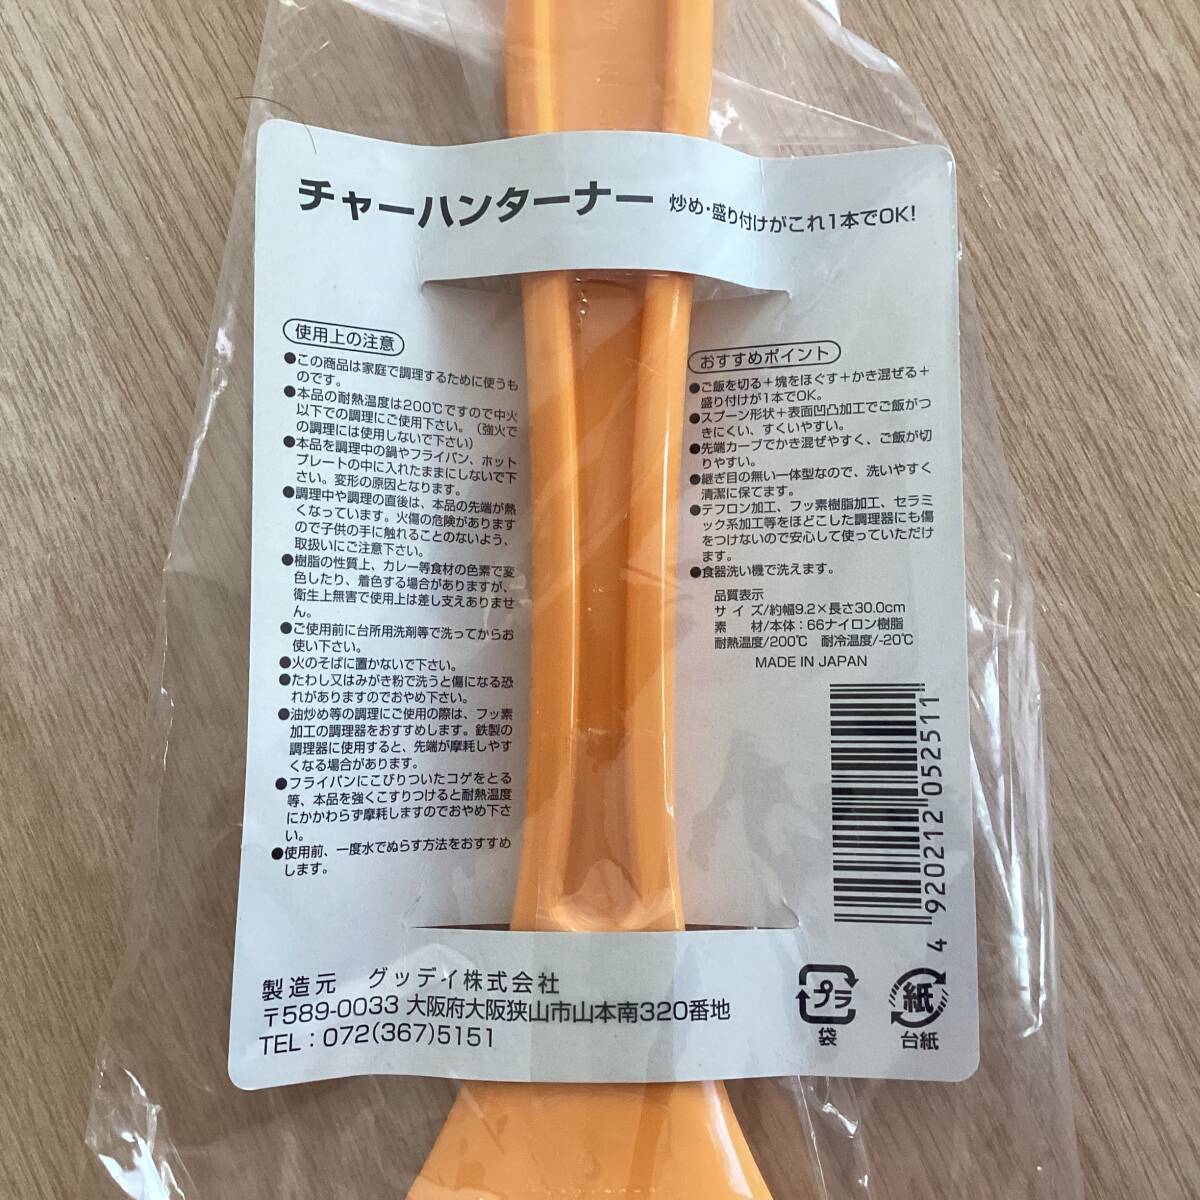 チャーハンターナー 炒め・盛り付けがこれ1本でOK!
使用上の注意
●この商品は家庭で調理するために使うも
のです。
●本品の耐熱温度は200℃ですので中火
以下での調理にご使用下さい。（強火で
の調理には使用しないで下さい）
●本品を調理中の鍋やフライパン、ホット
プレートの中に入れたままにしないで下
さい。変形の原因となります。
●調理中や調理の直後は、本品の先端が熱
くなっています。火傷の危険があります
ので子供の手に触れることのないよう、
取扱いにご注意下さい。
●樹脂の性質上、カレー等食材の色素で変
色したり、着色する場合がありますが、
衛生上無害で使用上は差し支えありませ
ん。
●ご使用前に台所用洗剤等で洗ってからお
使い下さい。
●火のそばに置かないで下さい。
●たわし又はみがき粉で洗うと傷になる恐
れがありますのでおやめ下さい。
●油炒め等の調理にご使用の際は、フッ素
加工の調理器をおすすめします。鉄製の
調理器に使用すると、先端が摩耗しやす
くなる場合があります。
●フライパンにこびりついたコゲをとる
等、本品を強くこすりつけると耐熱温度
にかかわらず摩耗しますのでおやめ下さ
い。
●使用前、一度水でぬらす方法をおすすめ
します。
おすすめポイント
●ご飯を切る＋塊をほぐす＋かき混ぜる＋
盛り付けが1本でOK。
●スプーン形状＋表面凹凸加工でご飯がつ
きにくい、すくいやすい。
●先端カーブでかき混ぜやすく、ご飯が切
りやすい。
●継ぎ目の無い一体型なので、洗いやすく
清潔に保てます。
●テフロン加工、フッ素樹脂加工、セラミ
ック系加工等をほどこした調理器にも傷
をつけないので安心して使っていただけ
ます。
●食器洗い機で洗えます。
品質表示
サイズ/約幅9.2×長さ30.0cm
素　材/本体：66ナイロン樹脂
耐熱温度/200℃　耐冷温度/-20℃
MADE IN JAPAN
4 920212 052511
製造元　グッディ株式会社
〒589-0033 大阪府大阪狭山市山本南320番地
TEL：072(367)5151
プラ
袋
紙
台紙